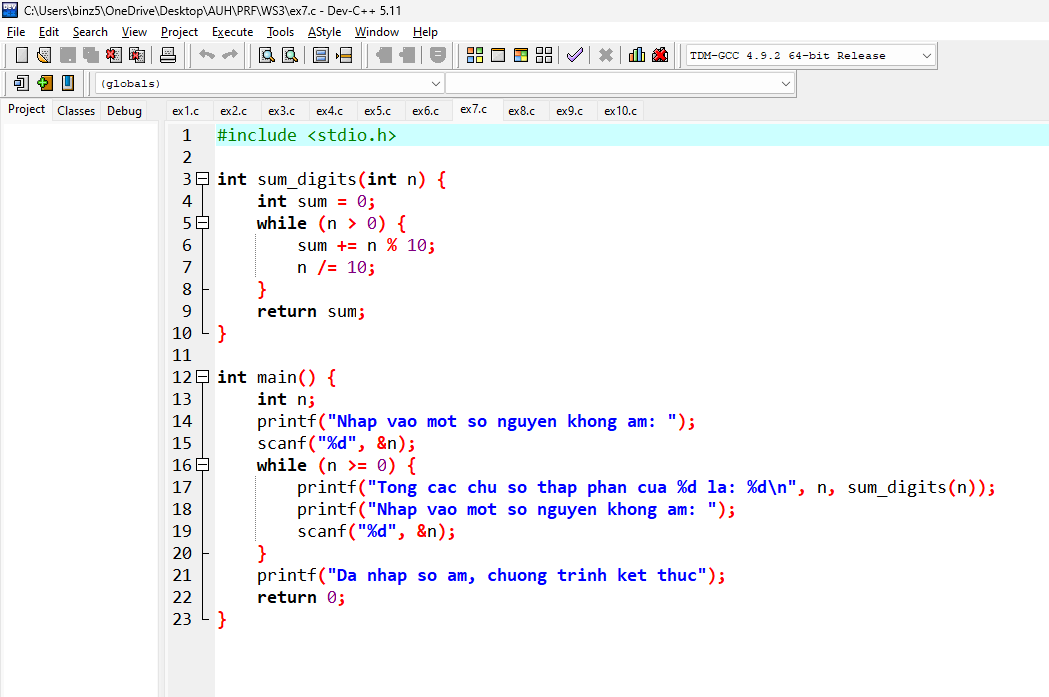 C:\Users\binz5\OneDrive\Desktop\AUH\PRF\WS3\ex7.c - Dev-C++ 5.11
File Edit Search View Project Execute Tools AStyle Window Help
TDM-GCC 4.9.2 64-bit Release
(globals)
Project Classes Debug ex1.c ex2.c ex3.c ex4.c ex5.c ex6.c ex7.c ex8.c ex9.c ex10.c
1 #include <stdio.h>
2
3 int sum_digits(int n) {
4 int sum = 0;
5 while (n > 0) {
6 sum += n % 10;
7 n /= 10;
8 }
9 return sum;
10 }
11
12 int main() {
13 int n;
14 printf("Nhap vao mot so nguyen khong am: ");
15 scanf("%d", &n);
16 while (n >= 0) {
17 printf("Tong cac chu so thap phan cua %d la: %d\n", n, sum_digits(n));
18 printf("Nhap vao mot so nguyen khong am: ");
19 scanf("%d", &n);
20 }
21 printf("Da nhap so am, chuong trinh ket thuc");
22 return 0;
23 }